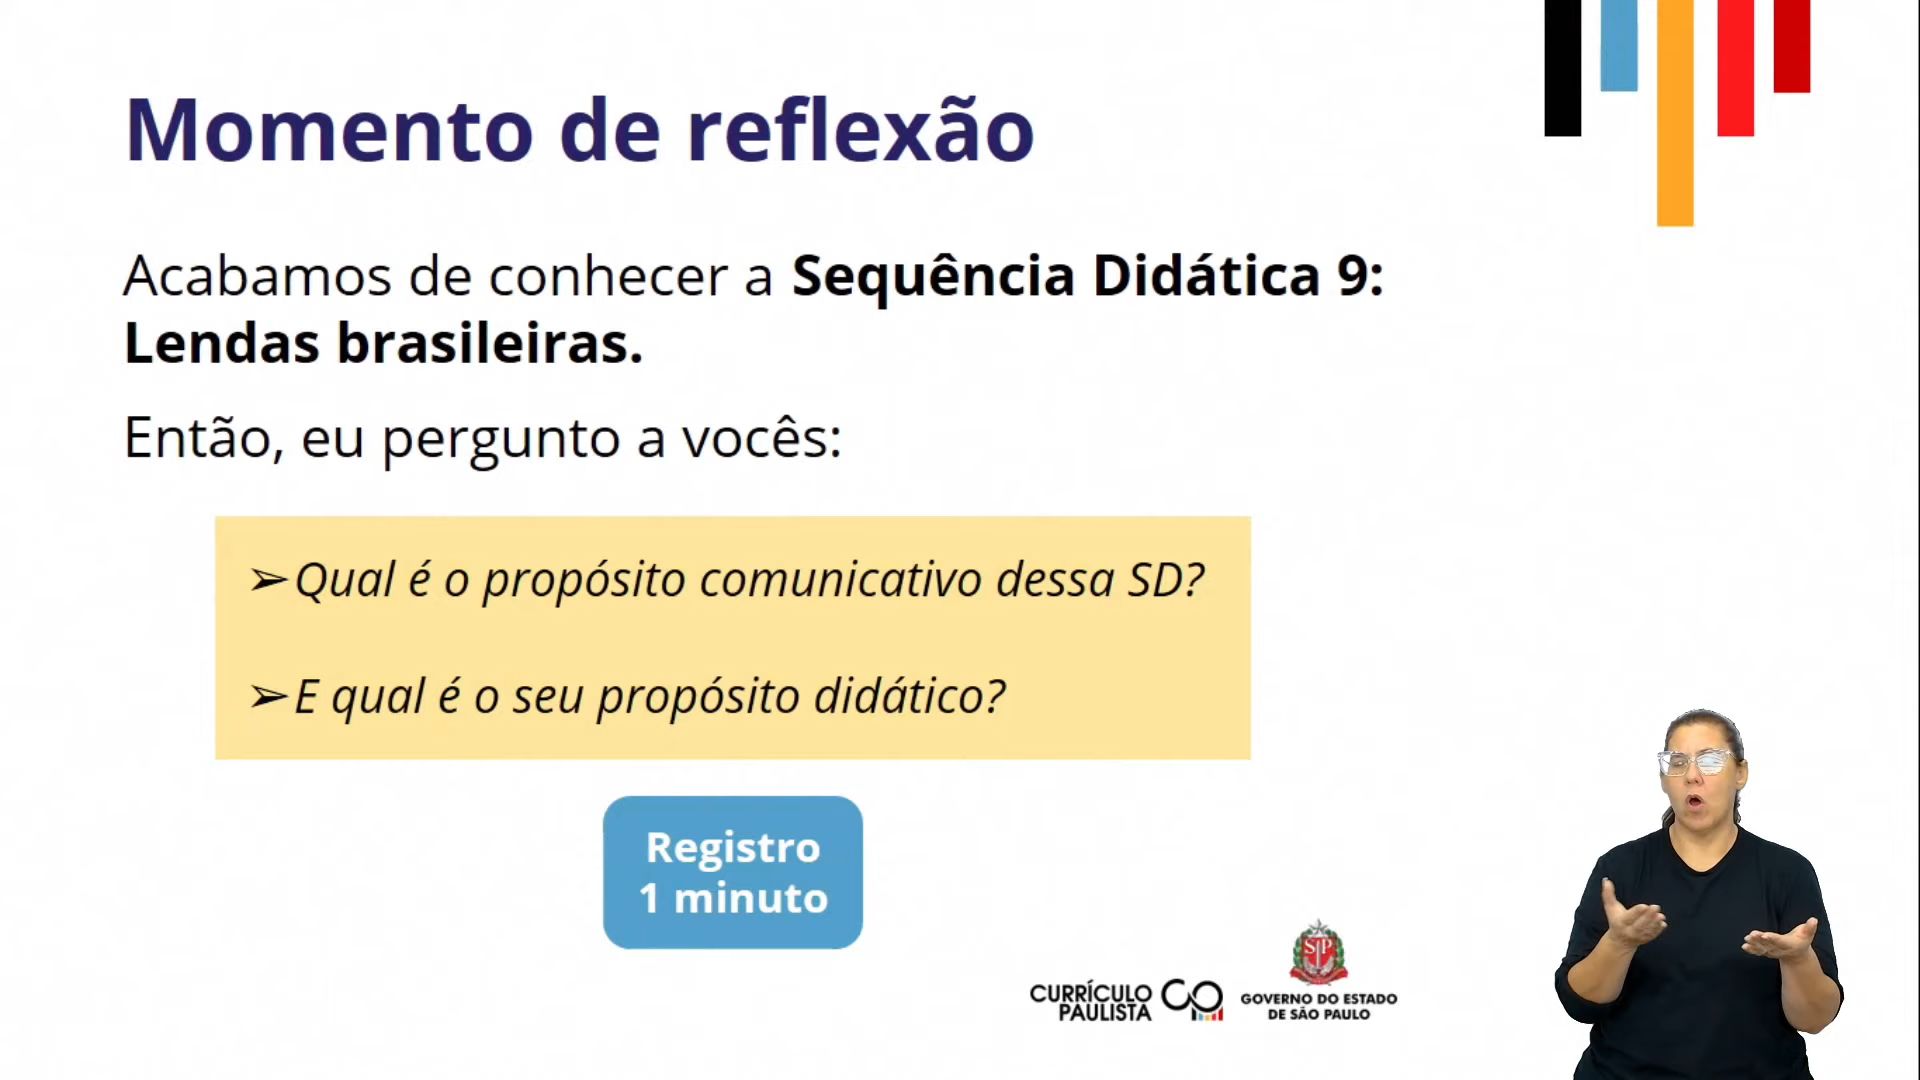 Momento de reflexão
Acabamos de conhecer a Sequência Didática 9:
Lendas brasileiras.
Então, eu pergunto a vocês:
➢Qual é o propósito comunicativo dessa SD?
➢E qual é o seu propósito didático?
Registro
1 minuto
CURRÍCULO
PAULISTA
SP
GOVERNO DO ESTADO
DE SÃO PAULO